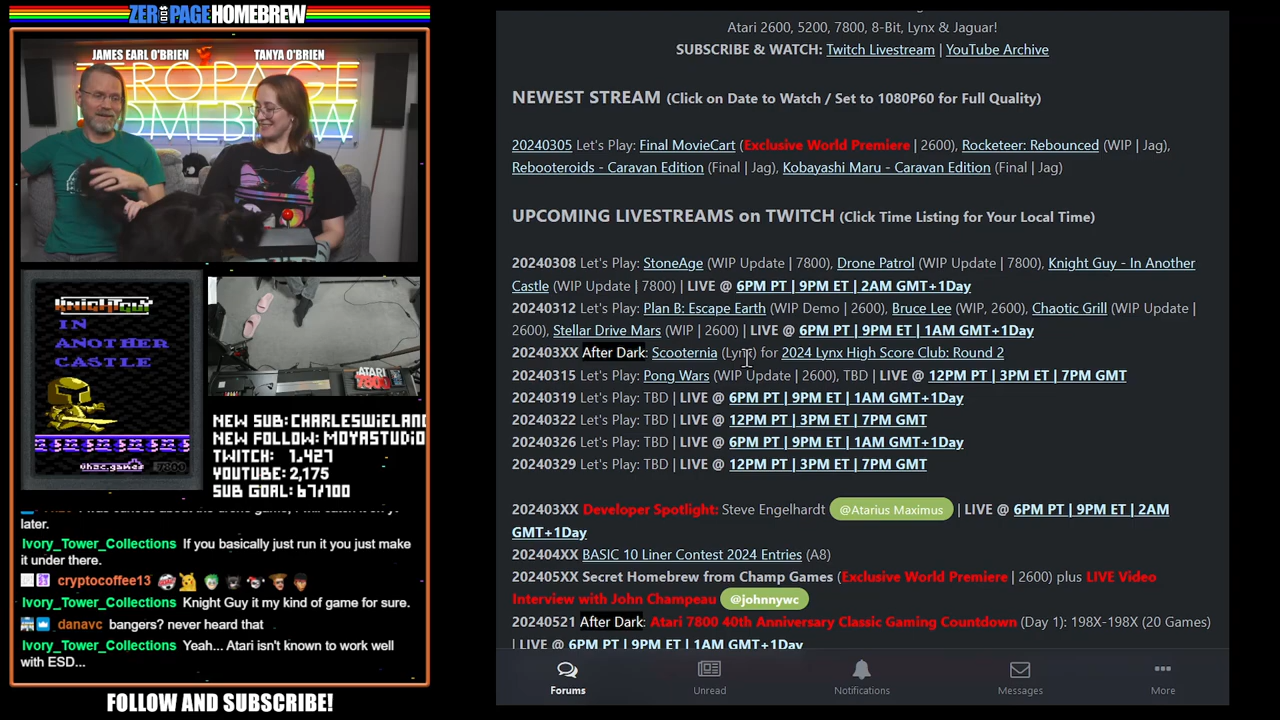 ZEROPAGE HOMEBREW
JAMES EARL O'BRIEN
TANYA O'BRIEN
ZEROPAGE
HOMEBREW
KNIGHT GUY
IN
ANOTHER
CASTLE
7800
ATARI
7800
NEW SUB: CHARLESWIELAND
NEW FOLLOW: MOYASTUDIO
TWITCH: 1,427
YOUTUBE: 2,175
SUB GOAL: 67/100
later.
Ivory_Tower_Collections If you basically just run it you just make
it under there.
cryptocoffee13
Ivory_Tower_Collections Knight Guy it my kind of game for sure.
danavc bangers? never heard that
Ivory_Tower_Collections Yeah... Atari isn't known to work well
with ESD...
FOLLOW AND SUBSCRIBE!
Atari 2600, 5200, 7800, 8-Bit, Lynx & Jaguar!
SUBSCRIBE & WATCH: Twitch Livestream | YouTube Archive
NEWEST STREAM (Click on Date to Watch / Set to 1080P60 for Full Quality)
20240305 Let's Play: Final MovieCart (Exclusive World Premiere | 2600), Rocketeer: Rebounced (WIP | Jag),
Rebooteroids - Caravan Edition (Final | Jag), Kobayashi Maru - Caravan Edition (Final | Jag)
UPCOMING LIVESTREAMS on TWITCH (Click Time Listing for Your Local Time)
20240308 Let's Play: StoneAge (WIP Update | 7800), Drone Patrol (WIP Update | 7800), Knight Guy - In Another
Castle (WIP Update | 7800) | LIVE @ 6PM PT | 9PM ET | 2AM GMT+1Day
20240312 Let's Play: Plan B: Escape Earth (WIP Demo | 2600), Bruce Lee (WIP, 2600), Chaotic Grill (WIP Update |
2600), Stellar Drive Mars (WIP | 2600) | LIVE @ 6PM PT | 9PM ET | 1AM GMT+1Day
202403XX After Dark: Scooternia (Lynx) for 2024 Lynx High Score Club: Round 2
20240315 Let's Play: Pong Wars (WIP Update | 2600), TBD | LIVE @ 12PM PT | 3PM ET | 7PM GMT
20240319 Let's Play: TBD | LIVE @ 6PM PT | 9PM ET | 1AM GMT+1Day
20240322 Let's Play: TBD | LIVE @ 12PM PT | 3PM ET | 7PM GMT
20240326 Let's Play: TBD | LIVE @ 6PM PT | 9PM ET | 1AM GMT+1Day
20240329 Let's Play: TBD | LIVE @ 12PM PT | 3PM ET | 7PM GMT
202403XX Developer Spotlight: Steve Engelhardt @Atarius Maximus | LIVE @ 6PM PT | 9PM ET | 2AM
GMT+1Day
202404XX BASIC 10 Liner Contest 2024 Entries (A8)
202405XX Secret Homebrew from Champ Games (Exclusive World Premiere | 2600) plus LIVE Video
Interview with John Champeau @johnnywc
20240521 After Dark: Atari 7800 40th Anniversary Classic Gaming Countdown (Day 1): 198X-198X (20 Games)
| LIVE @ 6PM PT | 9PM ET | 1AM GMT+1Day
Forums
Unread
Notifications
Messages
More